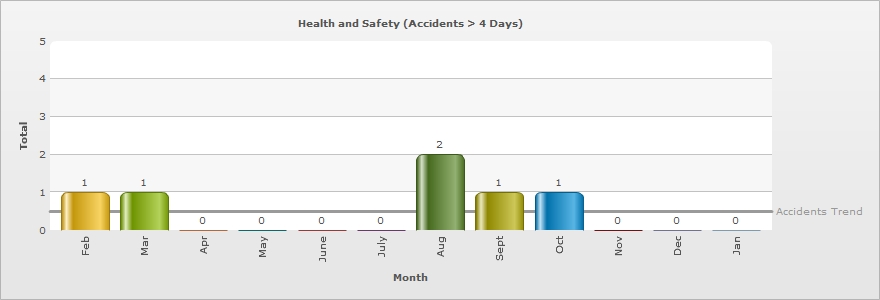 Health and Safety (Accidents > 4 Days)
5
4
3
2
1
0
Total
1
1
0
0
0
0
2
1
1
0
0
0
Accidents Trend
Feb
Mar
Apr
May
June
July
Aug
Sept
Oct
Nov
Dec
Jan
Month